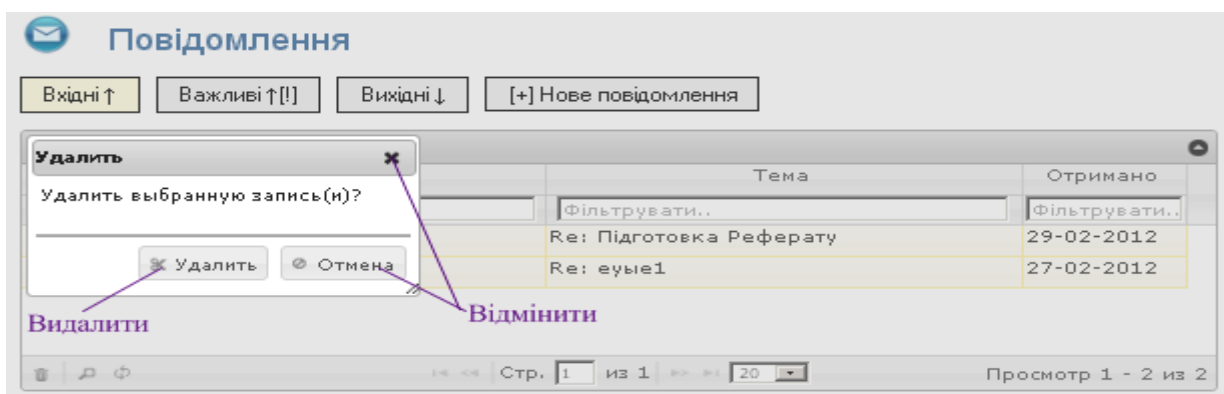 Повідомлення
Вхідні ↑ Важливі ↑[!] Вихідні ↓ [+] Нове повідомлення
Удалить
Удалить выбранную запись(и)?
Удалить Отмена
Тема Отримано
Фільтрувати.. Фільтрувати..
Re: Підготовка Реферату 29-02-2012
Re: еуые1 27-02-2012
Видалити Відмінити
Стр. 1 из 1 20 Просмотр 1 - 2 из 2